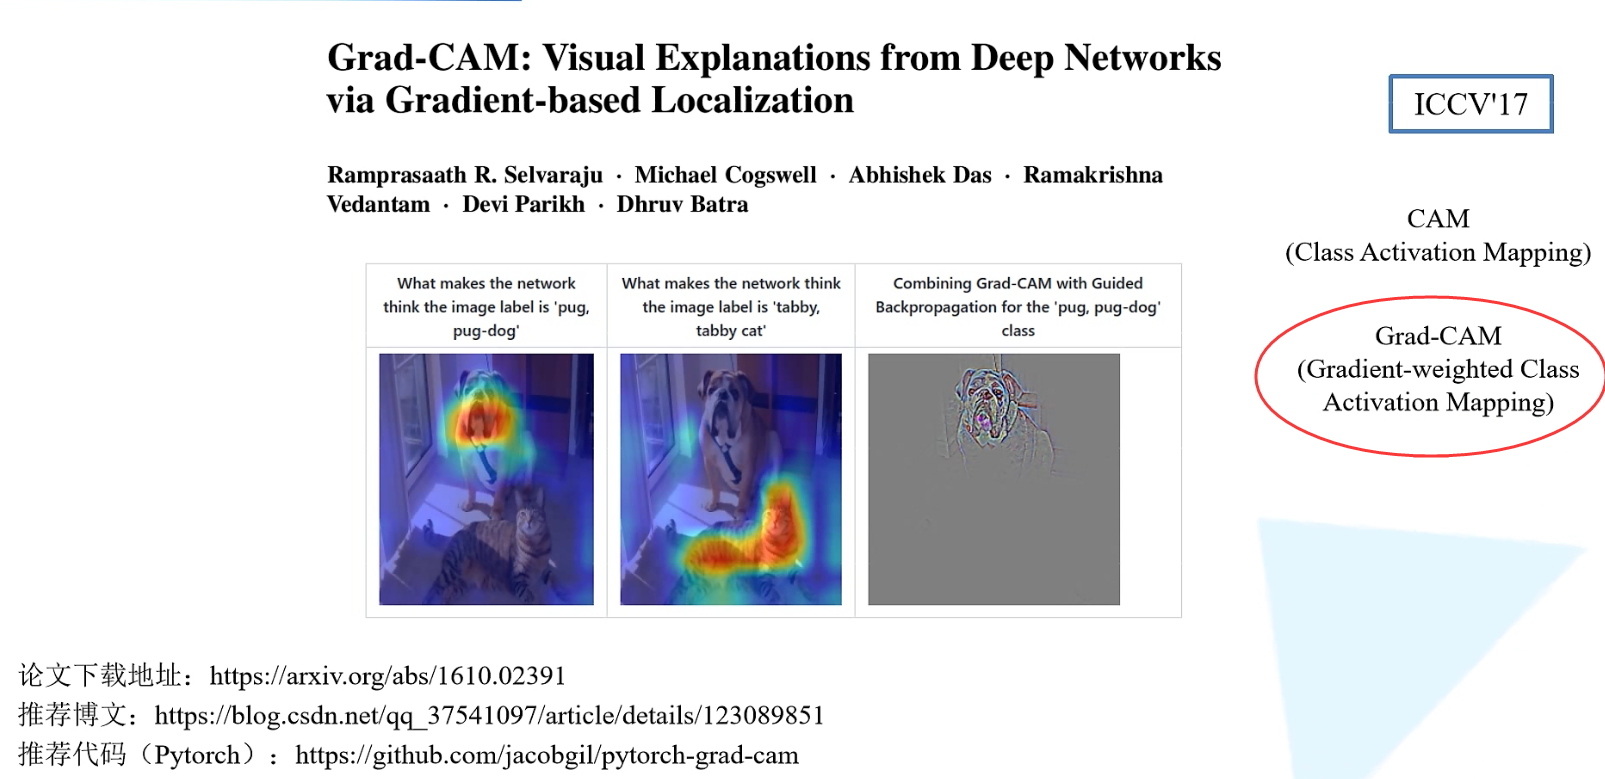 Grad-CAM: Visual Explanations from Deep Networks
via Gradient-based Localization
ICCV'17
Ramprasaath R. Selvaraju · Michael Cogswell · Abhishek Das · Ramakrishna
Vedantam · Devi Parikh · Dhruv Batra
CAM
(Class Activation Mapping)
Grad-CAM
(Gradient-weighted Class
Activation Mapping)
What makes the network
think the image label is 'pug,
pug-dog'
What makes the network think
the image label is 'tabby,
tabby cat'
Combining Grad-CAM with Guided
Backpropagation for the 'pug, pug-dog'
class
论文下载地址：https://arxiv.org/abs/1610.02391
推荐博文：https://blog.csdn.net/qq_37541097/article/details/123089851
推荐代码（Pytorch）：https://github.com/jacobgil/pytorch-grad-cam